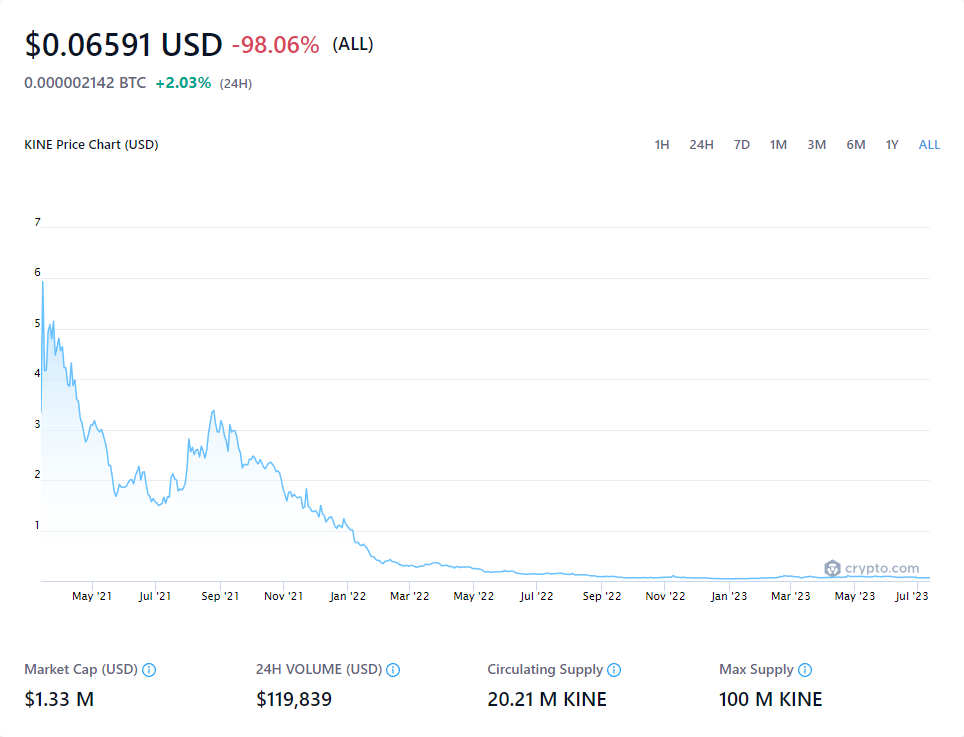 $0.06591 USD -98.06% (ALL)
0.000002142 BTC +2.03% (24H)
KINE Price Chart (USD) 1H 24H 7D 1M 3M 6M 1Y ALL
7
6
5
4
3
2
1
crypto.com
May '21 Jul '21 Sep '21 Nov '21 Jan '22 Mar '22 May '22 Jul '22 Sep '22 Nov '22 Jan '23 Mar '23 May '23 Jul '23
Market Cap (USD) 24H VOLUME (USD) Circulating Supply Max Supply
$1.33 M $119,839 20.21 M KINE 100 M KINE